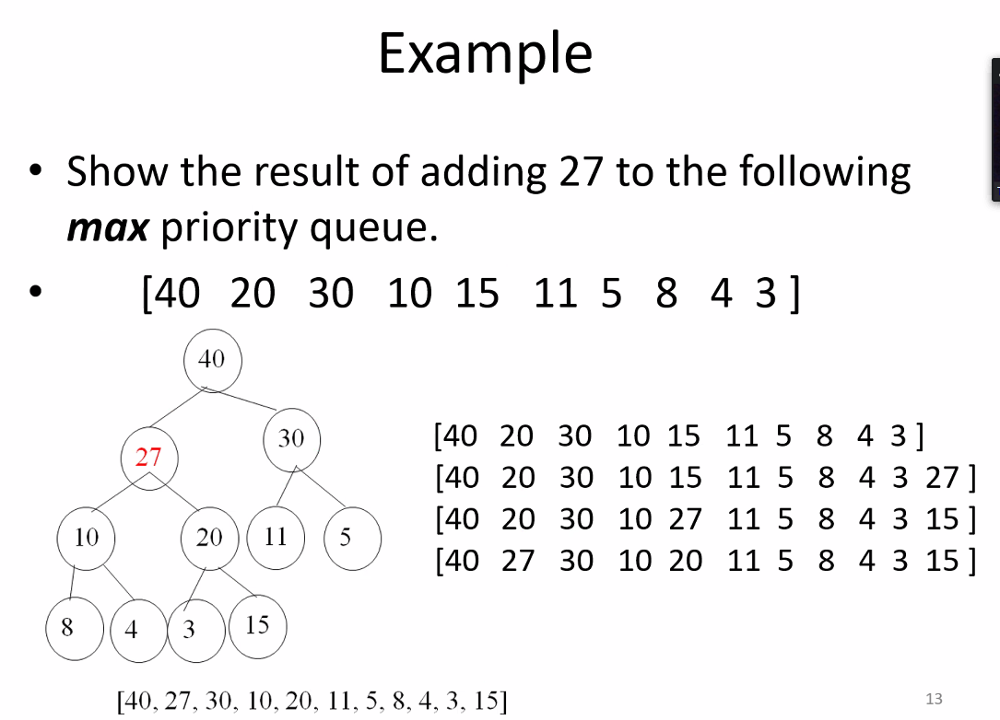 Example
• Show the result of adding 27 to the following
max priority queue.
• [40 20 30 10 15 11 5 8 4 3 ]
40
27
30
10
20
11
5
8
4
3
15
[40 20 30 10 15 11 5 8 4 3 ]
[40 20 30 10 15 11 5 8 4 3 27 ]
[40 20 30 10 27 11 5 8 4 3 15 ]
[40 27 30 10 20 11 5 8 4 3 15 ]
[40, 27, 30, 10, 20, 11, 5, 8, 4, 3, 15]
13